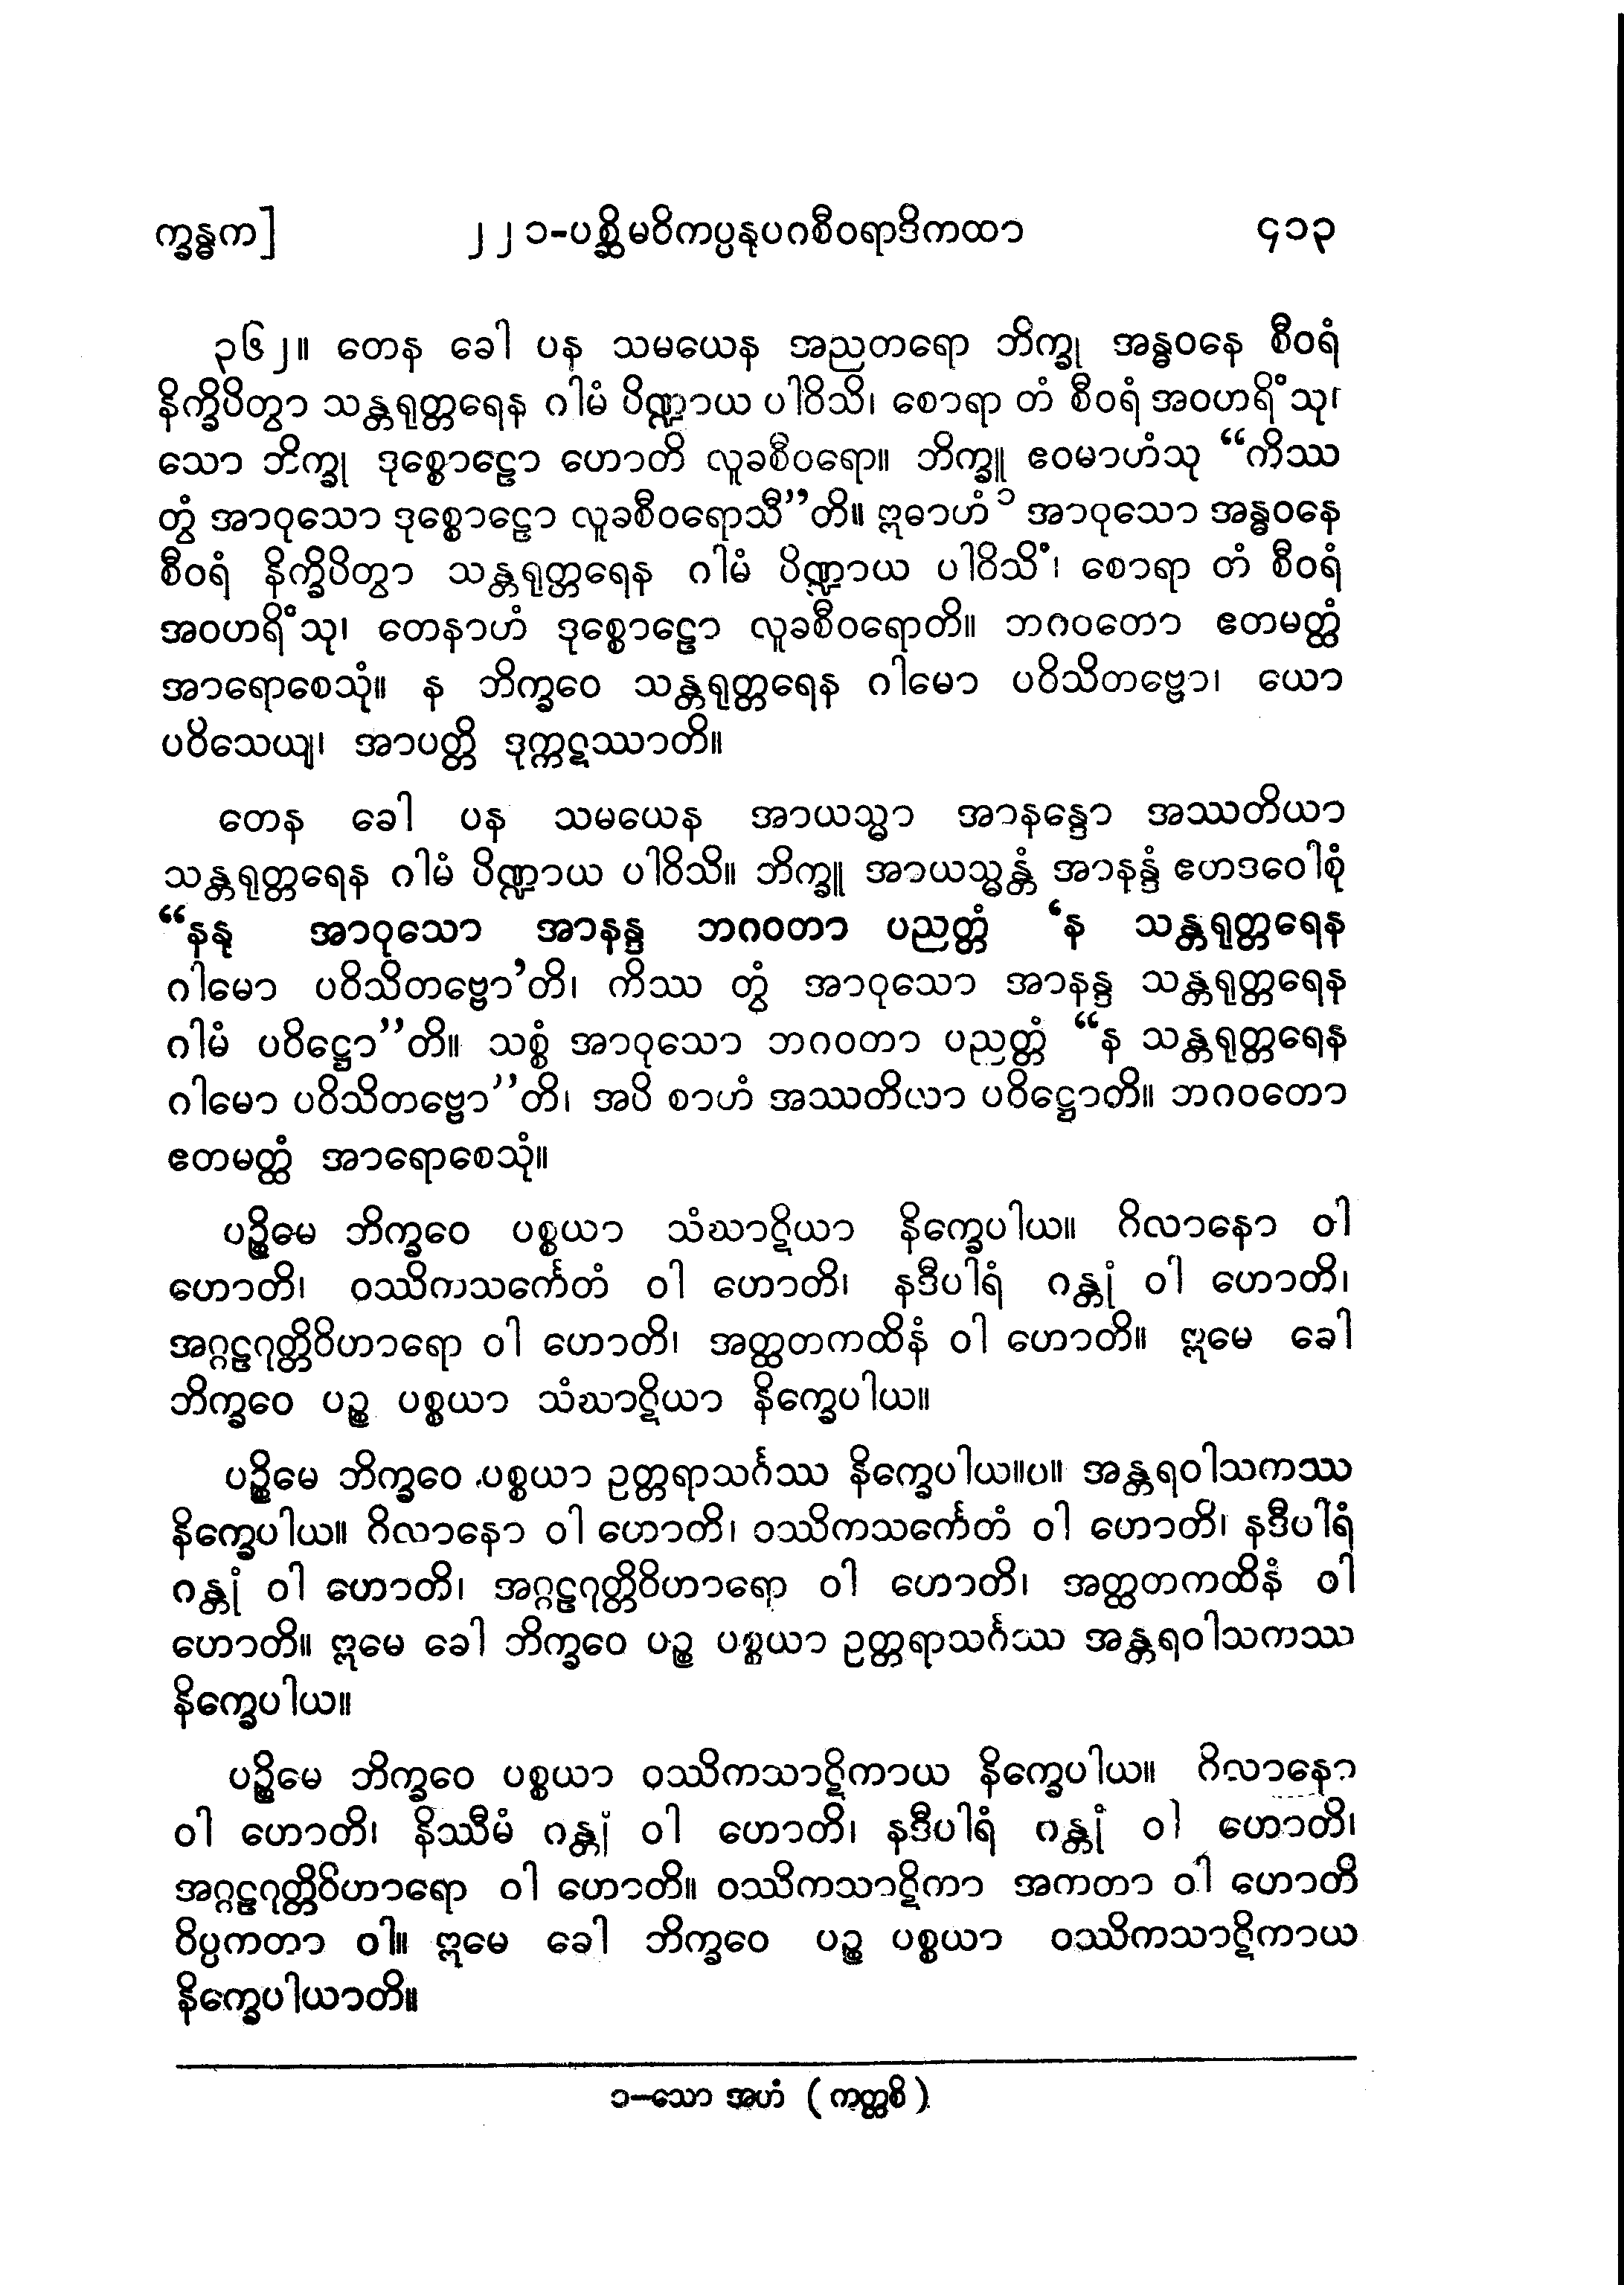 က္ခန္ဓက]
၂၂၁-ပစ္ဆိမဝိကပ္ပနုပဂစီဝရာဒိကထာ
၄၁၃
၃၆၂။ တေန ခေါ ပန သမယေန အညတရော ဘိက္ခု အန္ဓဝနေ စီဝရံ
နိက္ခိပိတွာ သန္တရုတ္တရေန ဂါမံ ပိဏ္ဍာယ ပါဝိသိ၊ စောရာ တံ စီဝရံ အဝဟရိံသု၊
သော ဘိက္ခု ဒုစ္စောဠော ဟောတိ လူခစီဝရော။ ဘိက္ခူ ဧဝမာဟံသု “ကိဿ
တွံ အာဝုသော ဒုစ္စောဠော လူခစီဝရောသီ”တိ။ ဣဓာဟံ ၁ အာဝုသော အန္ဓဝနေ
စီဝရံ နိက္ခိပိတွာ သန္တရုတ္တရေန ဂါမံ ပိဏ္ဍာယ ပါဝိသိံ၊ စောရာ တံ စီဝရံ
အဝဟရိံသု၊ တေနာဟံ ဒုစ္စောဠော လူခစီဝရောတိ။ ဘဂဝတော ဧတမတ္ထံ
အာရောစေသုံ။ န ဘိက္ခဝေ သန္တရုတ္တရေန ဂါမော ပဝိသိတဗ္ဗော၊ ယော
ပဝိသေယျ၊ အာပတ္တိ ဒုက္ကဋဿာတိ။
တေန ခေါ ပန သမယေန အာယသ္မာ အာနန္ဒော အဿတိယာ
သန္တရုတ္တရေန ဂါမံ ပိဏ္ဍာယ ပါဝိသိ။ ဘိက္ခူ အာယသ္မန္တံ အာနန္ဒံ ဧဟဒဝေါစုံ
“နနု အာဝုသော အာနန္ဒ ဘဂဝတာ ပညတ္တံ ‘န သန္တရုတ္တရေန
ဂါမော ပဝိသိတဗ္ဗော’တိ၊ ကိဿ တွံ အာဝုသော အာနန္ဒ သန္တရုတ္တရေန
ဂါမံ ပဝိဋ္ဌော”တိ။ သစ္စံ အာဝုသော ဘဂဝတာ ပညတ္တံ “န သန္တရုတ္တရေန
ဂါမော ပဝိသိတဗ္ဗော”တိ၊ အပိ စာဟံ အဿတိယာ ပဝိဋ္ဌောတိ။ ဘဂဝတော
ဧတမတ္ထံ အာရောစေသုံ။
ပဉ္စိမေ ဘိက္ခဝေ ပစ္စယာ သံဃာဋိယာ နိက္ခေပါယ။ ဂိလာနော ဝါ
ဟောတိ၊ ဝဿိကသင်္ကေတံ ဝါ ဟောတိ၊ နဒီပါရံ ဂန္တုံ ဝါ ဟောတိ၊
အဂ္ဂဠဂုတ္တိဝိဟာရော ဝါ ဟောတိ၊ အတ္ထတကထိနံ ဝါ ဟောတိ။ ဣမေ ခေါ
ဘိက္ခဝေ ပဉ္စ ပစ္စယာ သံဃာဋိယာ နိက္ခေပါယ။
ပဉ္စိမေ ဘိက္ခဝေ ပစ္စယာ ဥတ္တရာသင်္ဂဿ နိက္ခေပါယ။ပ။ အန္တရဝါသကဿ
နိက္ခေပါယ။ ဂိလာနော ဝါ ဟောတိ၊ ဝဿိကသင်္ကေတံ ဝါ ဟောတိ၊ နဒီပါရံ
ဂန္တုံ ဝါ ဟောတိ၊ အဂ္ဂဠဂုတ္တိဝိဟာရော ဝါ ဟောတိ၊ အတ္ထတကထိနံ ဝါ
ဟောတိ။ ဣမေ ခေါ ဘိက္ခဝေ ပဉ္စ ပစ္စယာ ဥတ္တရာသင်္ဂဿ အန္တရဝါသကဿ
နိက္ခေပါယ။
ပဉ္စိမေ ဘိက္ခဝေ ပစ္စယာ ဝဿိကသာဋိကာယ နိက္ခေပါယ။ ဂိလာနော
ဝါ ဟောတိ၊ နိဿီမံ ဂန္တုံ ဝါ ဟောတိ၊ နဒီပါရံ ဂန္တုံ ဝါ ဟောတိ၊
အဂ္ဂဠဂုတ္တိဝိဟာရော ဝါ ဟောတိ။ ဝဿိကသာဋိကာ အကတာ ဝါ ဟောတိ
ဝိပ္ပကတာ ဝါ။ ဣမေ ခေါ ဘိက္ခဝေ ပဉ္စ ပစ္စယာ ဝဿိကသာဋိကာယ
နိက္ခေပါယာတိ။
၁–သော အဟံ (ကတ္ထစိ)